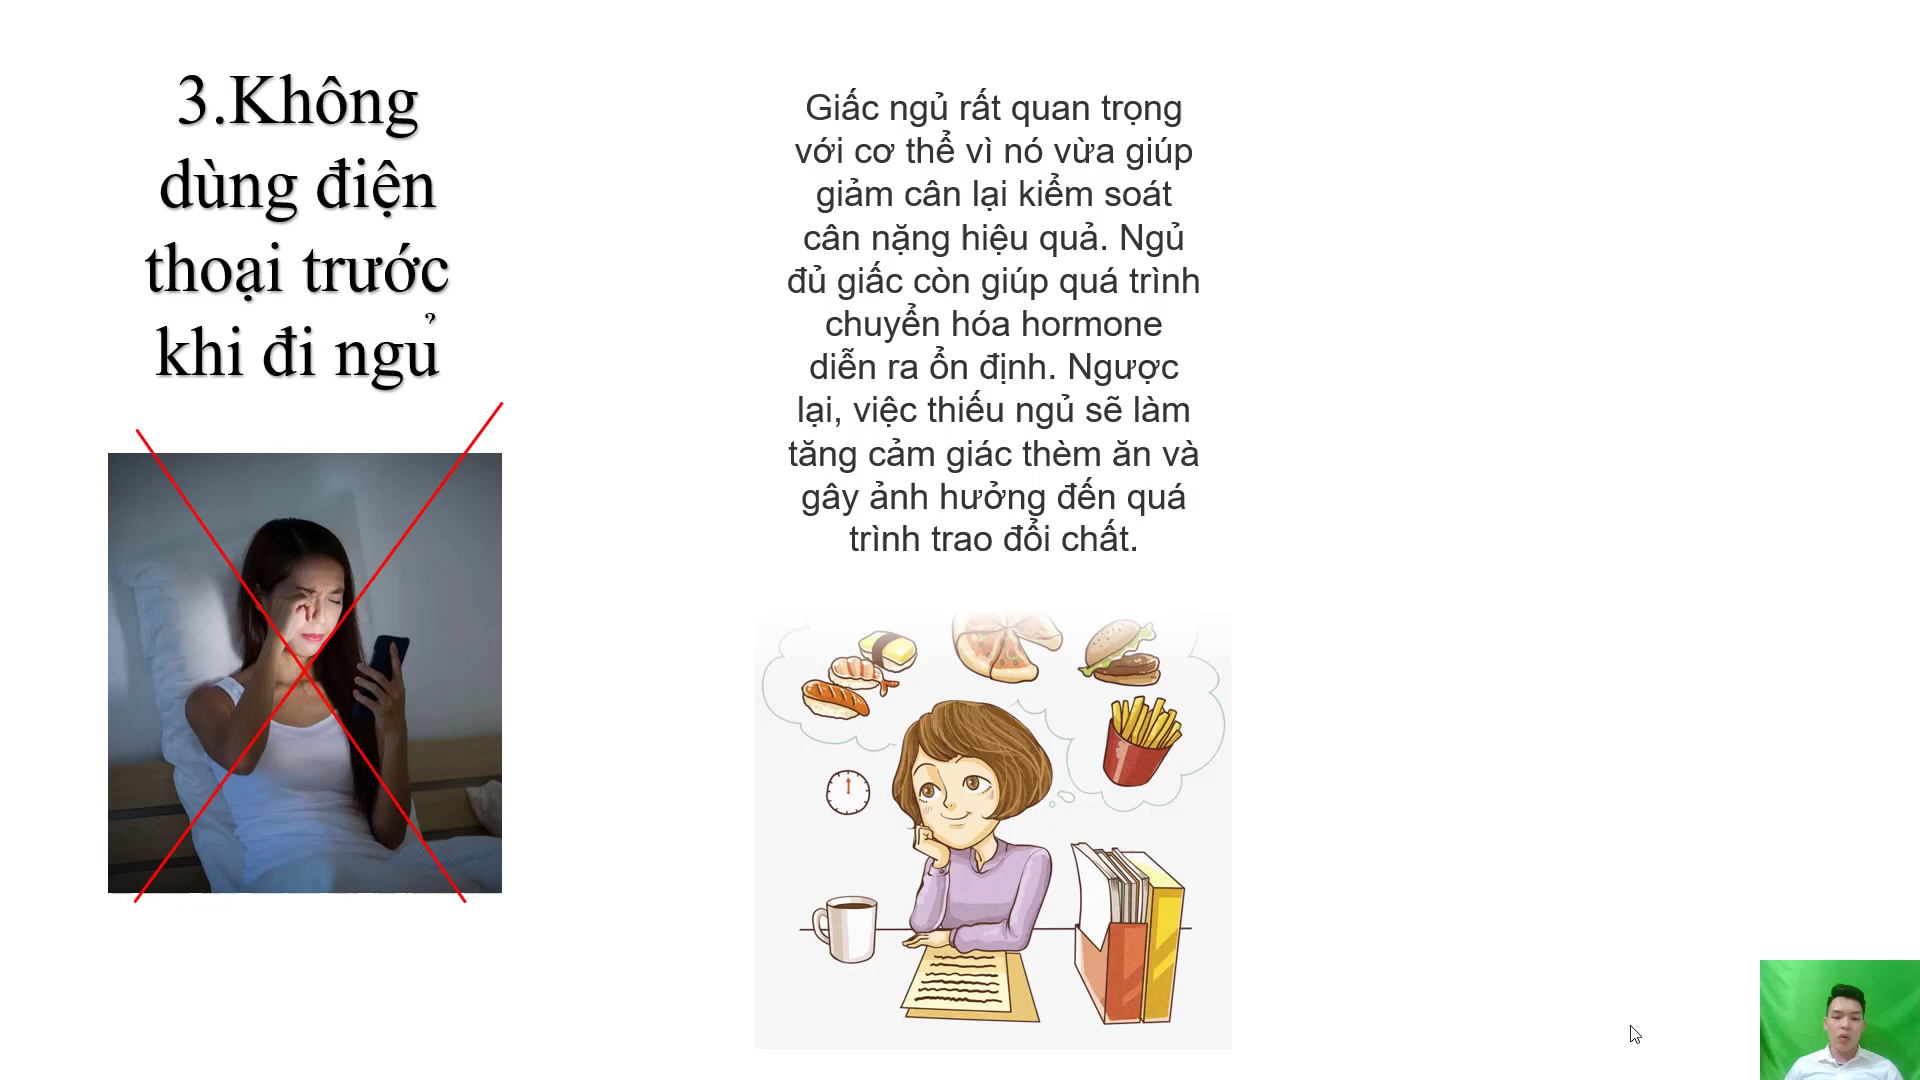 3.Không
dùng điện
thoại trước
khi đi ngủ
Giấc ngủ rất quan trọng
với cơ thể vì nó vừa giúp
giảm cân lại kiểm soát
cân nặng hiệu quả. Ngủ
đủ giấc còn giúp quá trình
chuyển hóa hormone
diễn ra ổn định. Ngược
lại, việc thiếu ngủ sẽ làm
tăng cảm giác thèm ăn và
gây ảnh hưởng đến quá
trình trao đổi chất.